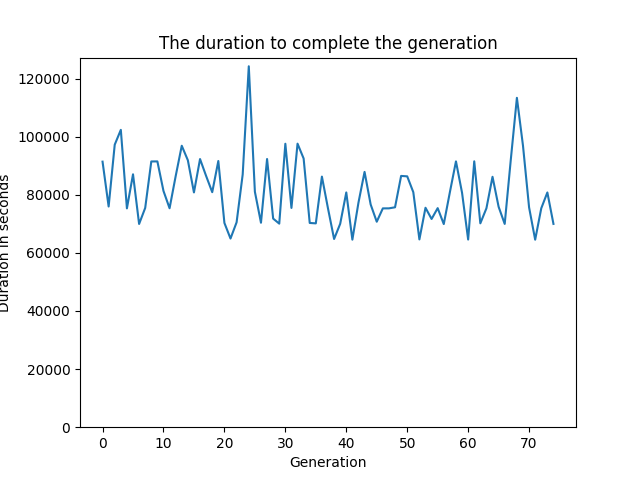 The duration to complete the generation
120000
100000
80000
60000
40000
20000
0
Duration in seconds
0 10 20 30 40 50 60 70
Generation